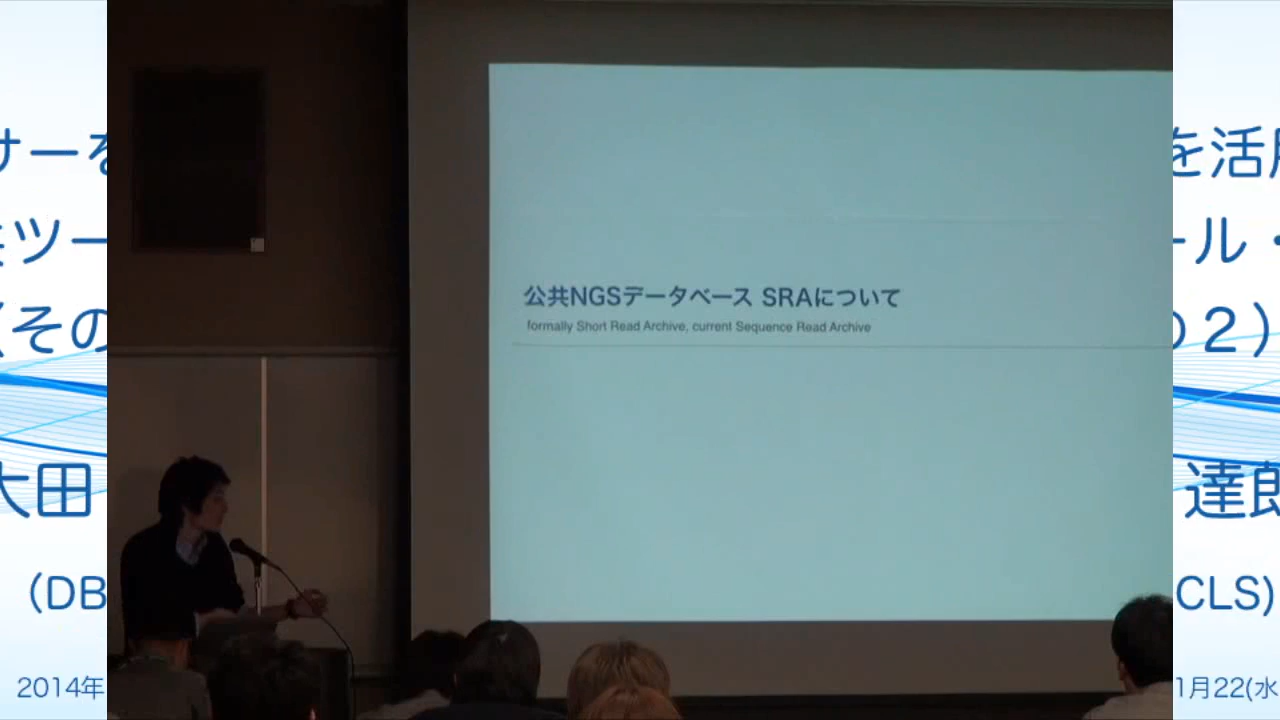 サーを
を活用
ツー
ール・
(その
２)
公共NGSデータベース SRAについて
formally Short Read Archive, current Sequence Read Archive
大田
達郎
(DB
CLS)
2014年
1月22(水